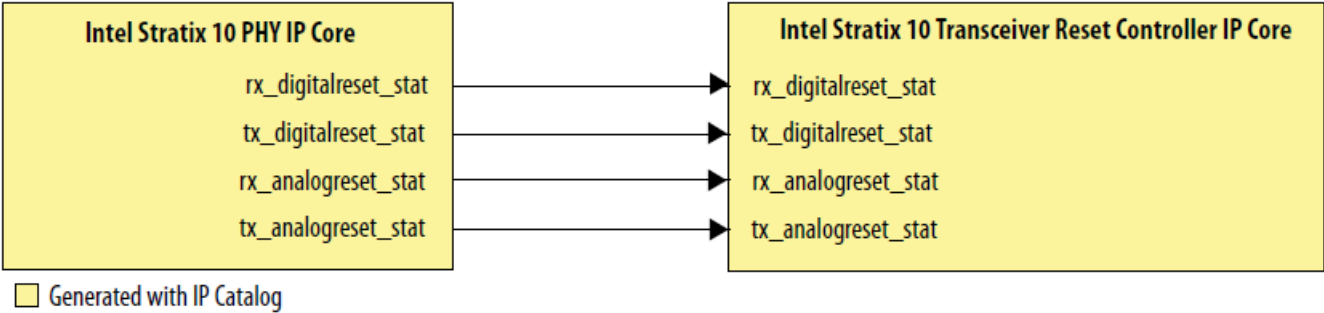 Intel Stratix 10 PHY IP Core
rx_digitalreset_stat
tx_digitalreset_stat
rx_analogreset_stat
tx_analogreset_stat
Intel Stratix 10 Transceiver Reset Controller IP Core
rx_digitalreset_stat
tx_digitalreset_stat
rx_analogreset_stat
tx_analogreset_stat
Generated with IP Catalog